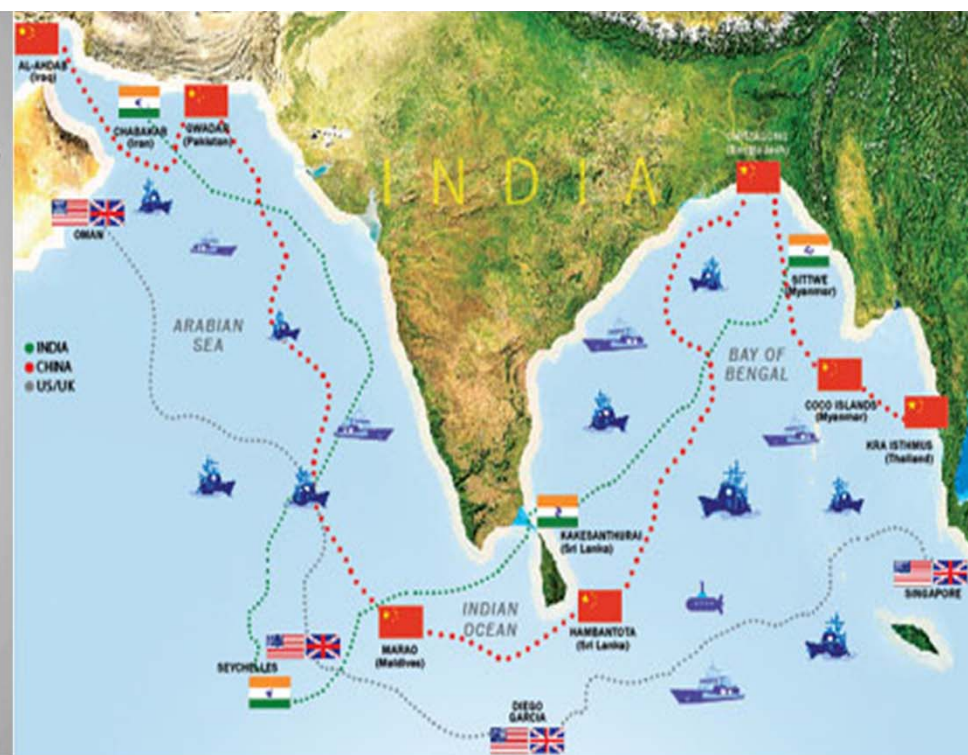 AL-AHDAB
(Iraq)
CHABAKAR
(Iran)
GWADAR
(Pakistan)
OMAN
INDIA
SITTWE
(Myanmar)
ARABIAN
SEA
INDIA
CHINA
US/UK
BAY OF
BENGAL
COCO ISLANDS
(Myanmar)
KRA ISTHMUS
(Thailand)
KAKESANTHURAI
(Sri Lanka)
SINGAPORE
INDIAN
OCEAN
MARAO
(Maldives)
HAMBANTOTA
(Sri Lanka)
SEYCHELLES
DIEGO
GARCIA